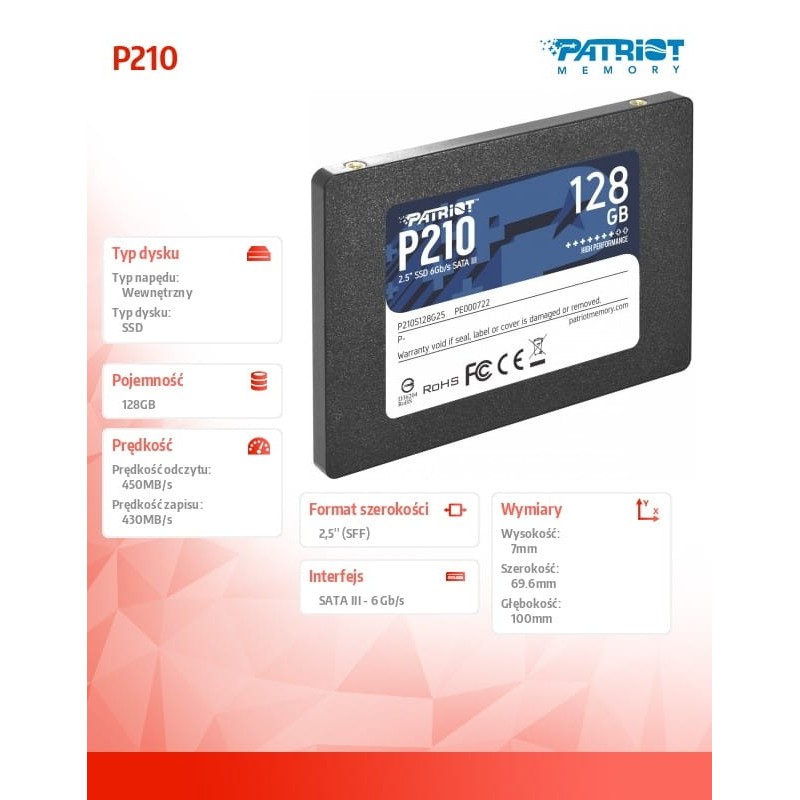 P210
PATRIOT
MEMORY
PATRIOT
P210
2.5" SSD 6Gb/s SATA III
128
GB
HIGH PERFORMANCE
P210S128G25 PE000722
P-
Warranty void if seal, label or cover is damaged or removed.
patriotmemory.com
RoHS FC CE
Typ dysku
Typ napędu:
Wewnętrzny
Typ dysku:
SSD
Pojemność
128GB
Prędkość
Prędkość odczytu:
450MB/s
Prędkość zapisu:
430MB/s
Format szerokości
2,5'' (SFF)
Interfejs
SATA III - 6 Gb/s
Wymiary
Y
X
Wysokość:
7mm
Szerokość:
69.6mm
Głębokość:
100mm